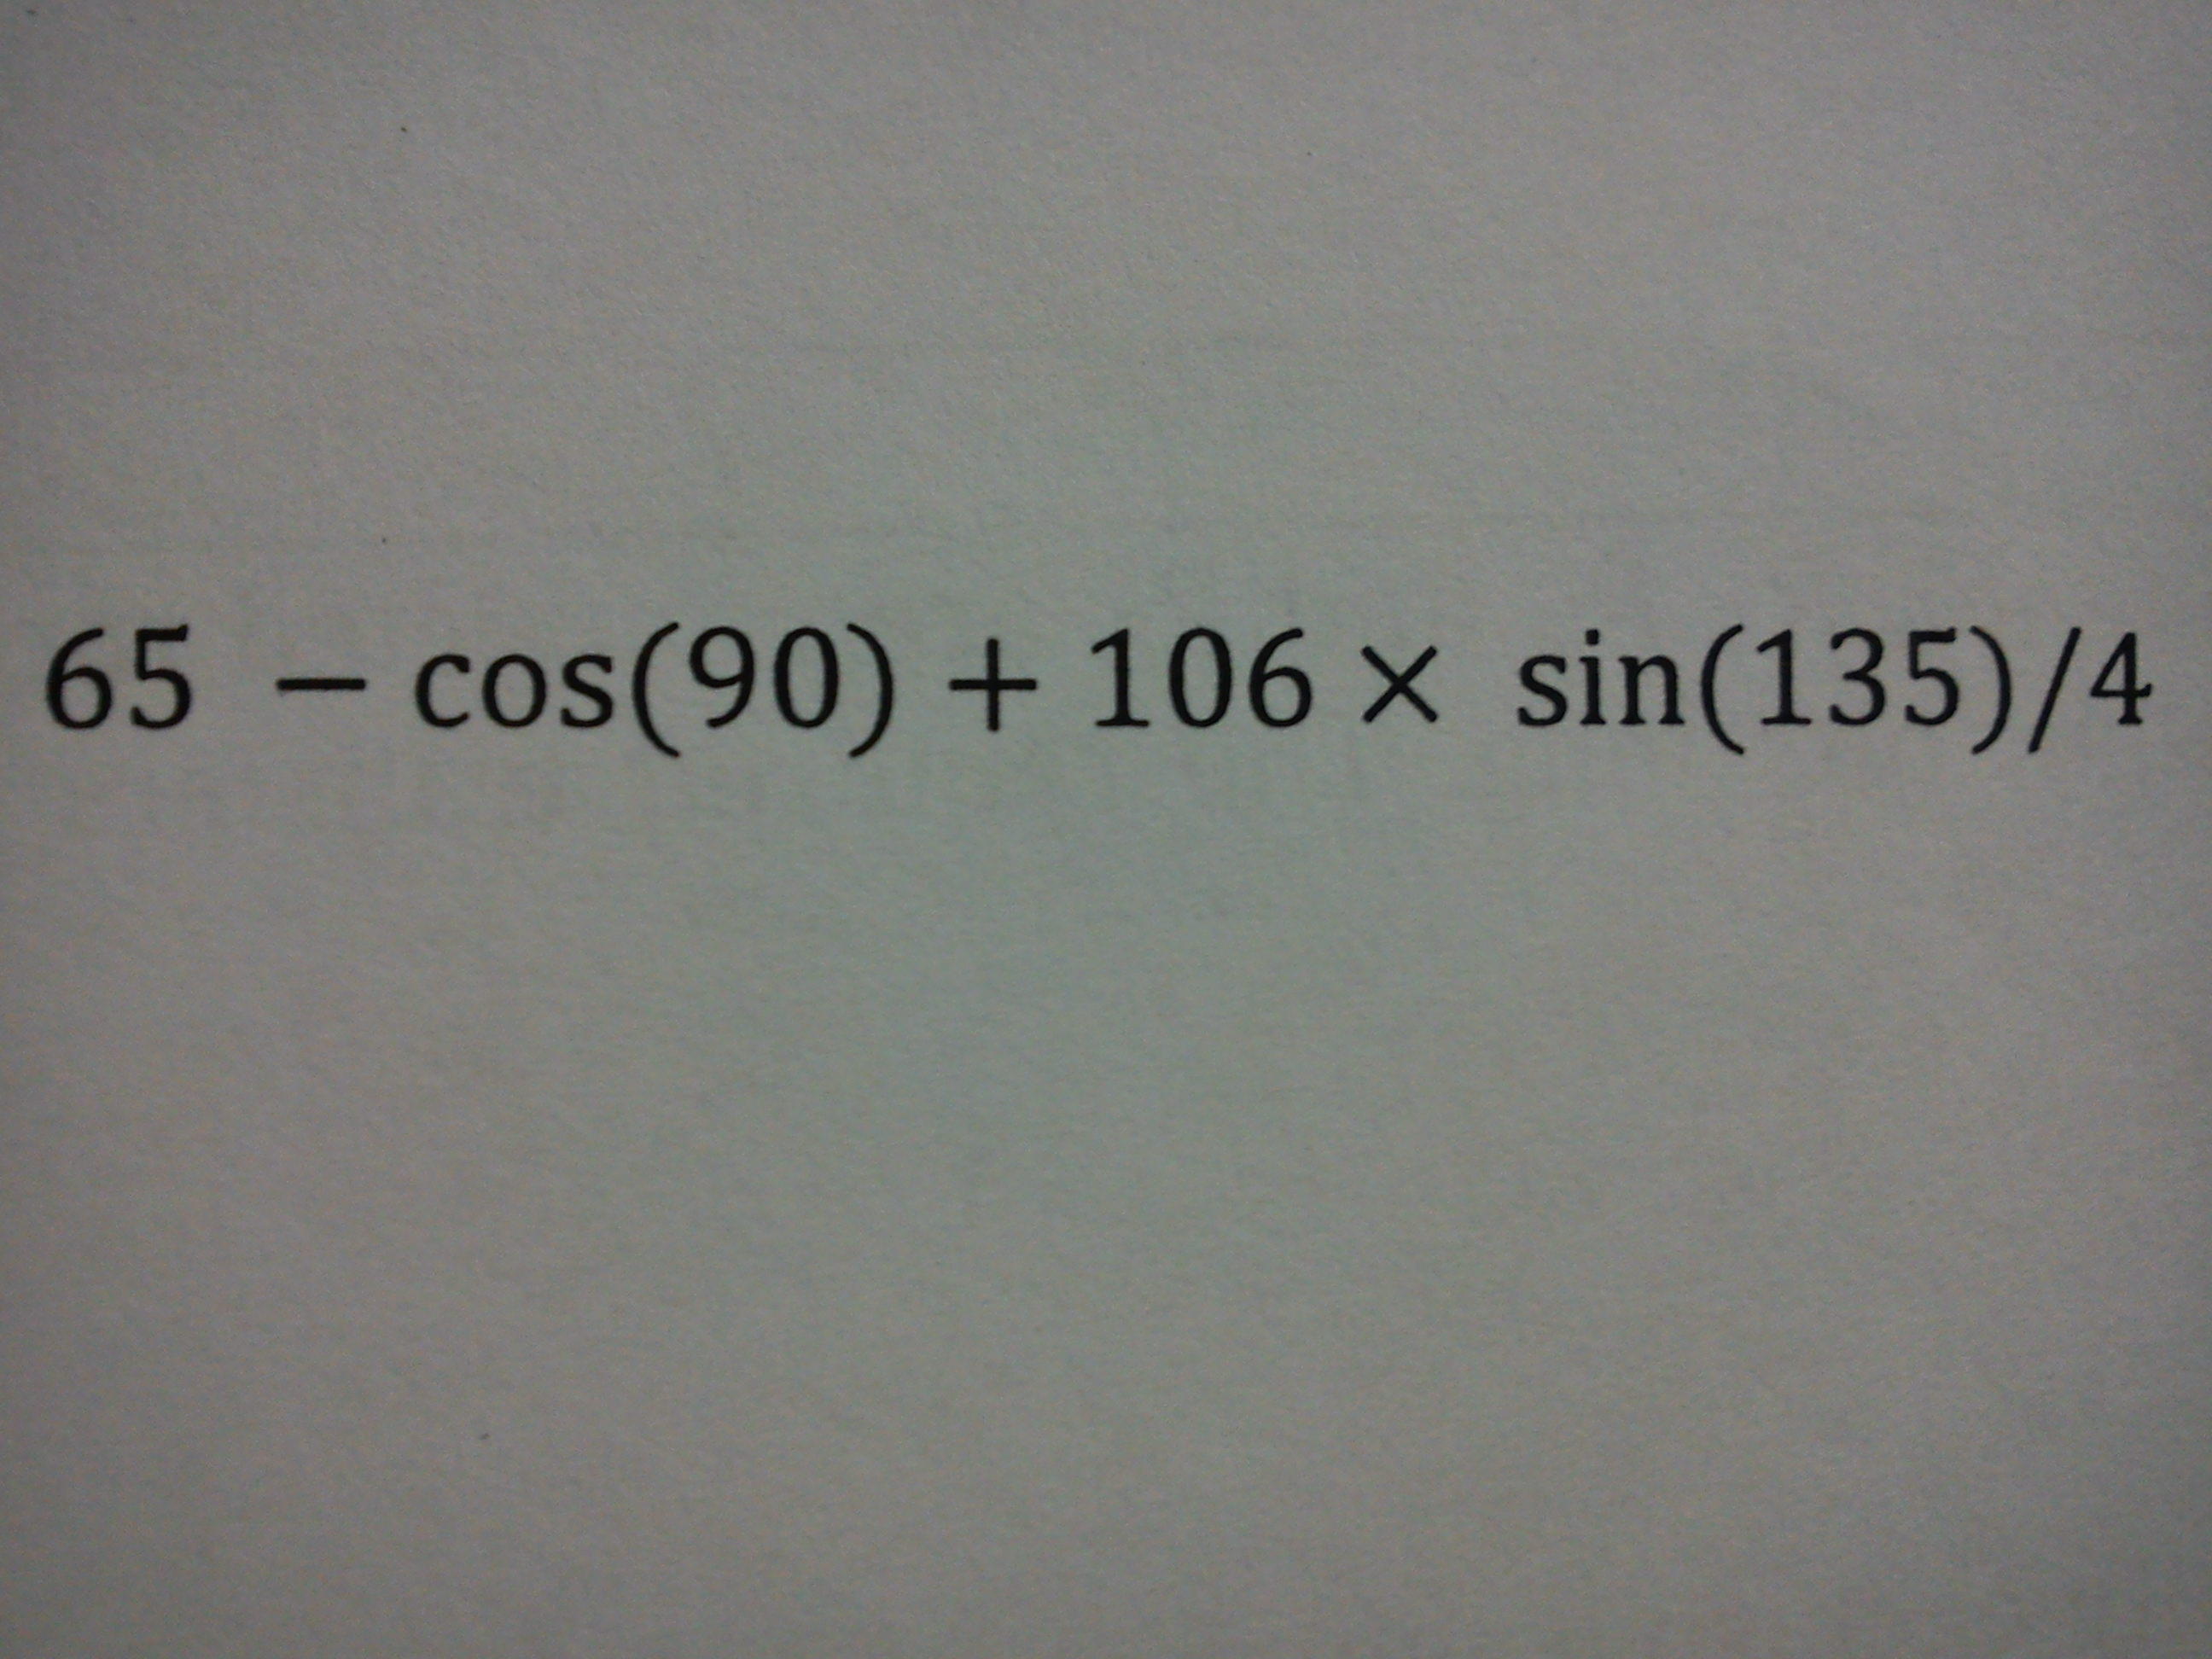 65 − cos(90) + 106 × sin(135)/4